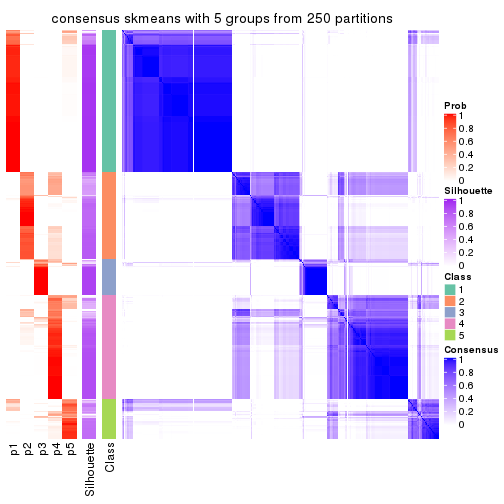 consensus skmeans with 5 groups from 250 partitions
Prob
1
0.8
0.6
0.4
0.2
0
Silhouette
1
0.8
0.6
0.4
0.2
0
Class
1
2
3
4
5
Consensus
1
0.8
0.6
0.4
0.2
0
p1
p2
p3
p4
p5
Silhouette
Class